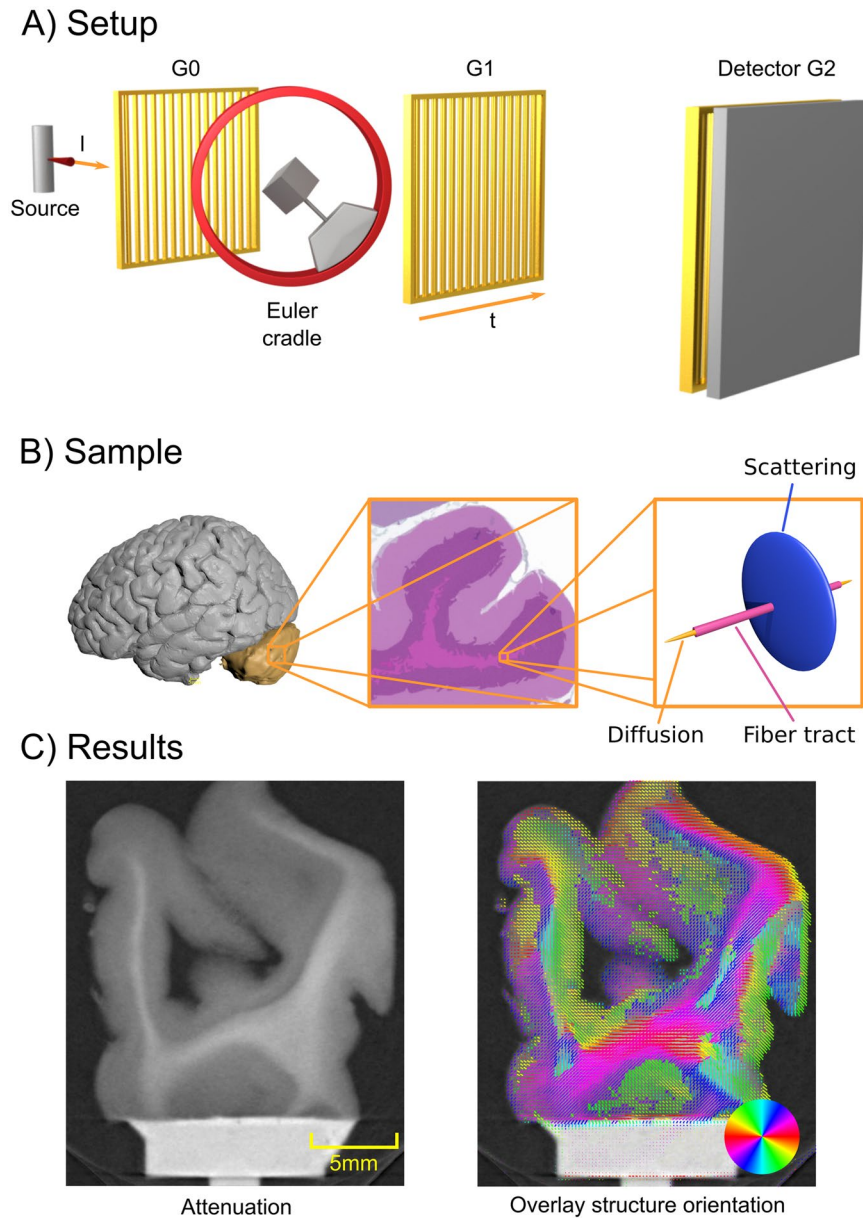 A) Setup
G0
G1
Detector G2
l
Source
Euler
cradle
t
B) Sample
Scattering
Diffusion
Fiber tract
C) Results
5mm
Attenuation
Overlay structure orientation